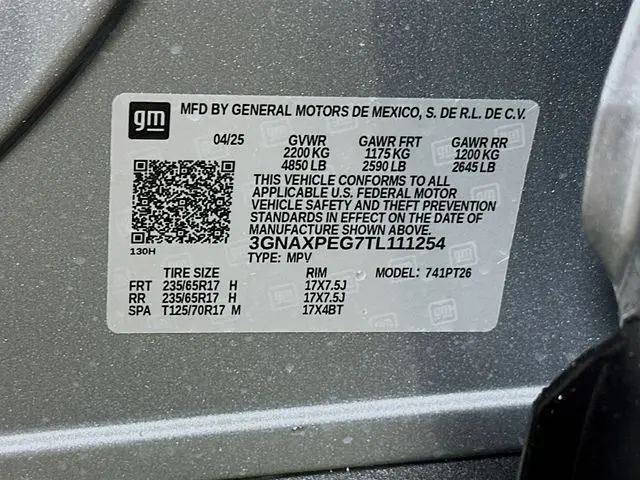 gm MFD BY GENERAL MOTORS DE MEXICO, S. DE R.L. DE C.V.
04/25 GVWR GAWR FRT GAWR RR
2200 KG 1175 KG 1200 KG
4850 LB 2590 LB 2645 LB
THIS VEHICLE CONFORMS TO ALL
APPLICABLE U.S. FEDERAL MOTOR
VEHICLE SAFETY AND THEFT PREVENTION
STANDARDS IN EFFECT ON THE DATE OF
MANUFACTURE SHOWN ABOVE.
3GNAXPEG7TL111254
130H TYPE: MPV
TIRE SIZE RIM MODEL: 741PT26
FRT 235/65R17 H 17X7.5J
RR 235/65R17 H 17X7.5J
SPA T125/70R17 M 17X4BT